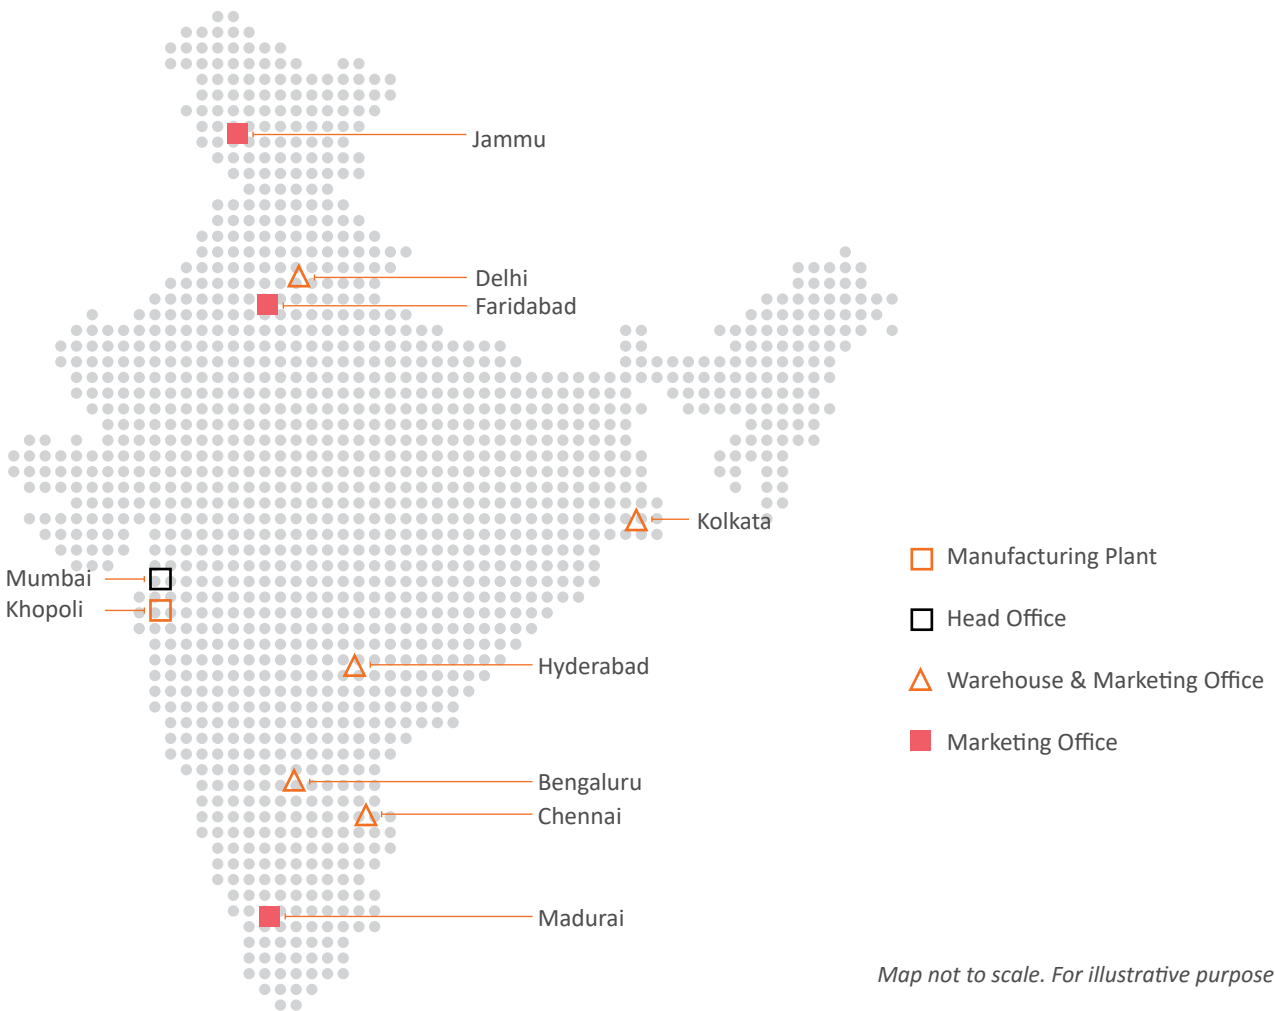 Jammu
Delhi
Faridabad
Kolkata
Mumbai
Khopoli
Hyderabad
Bengaluru
Chennai
Madurai
Manufacturing Plant
Head Office
Warehouse & Marketing Office
Marketing Office
Map not to scale. For illustrative purpose